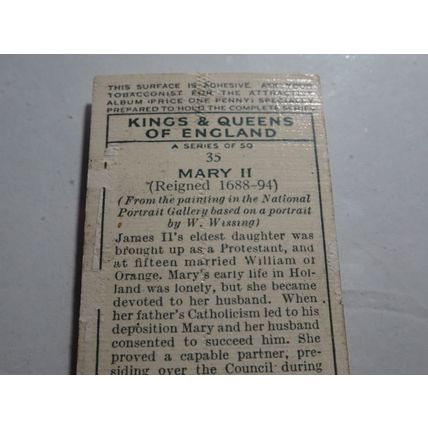 THIS SURFACE IS ADHESIVE. ASK YOUR
TOBACCONIST FOR THE ATTRACTIVE
ALBUM (PRICE ONE PENNY) SPECIALLY
PREPARED TO HOLD THE COMPLETE SERIES
KINGS & QUEENS
OF ENGLAND
A SERIES OF 50
35
MARY II
(Reigned 1688-94)
(From the painting in the National
Portrait Gallery based on a portrait
by W. Wissing)
James II's eldest daughter was
brought up as a Protestant, and
at fifteen married William of
Orange. Mary's early life in Hol-
land was lonely, but she became
devoted to her husband. When
her father's Catholicism led to his
deposition Mary and her husband
consented to succeed him. She
proved a capable partner, pre-
siding over the Council during